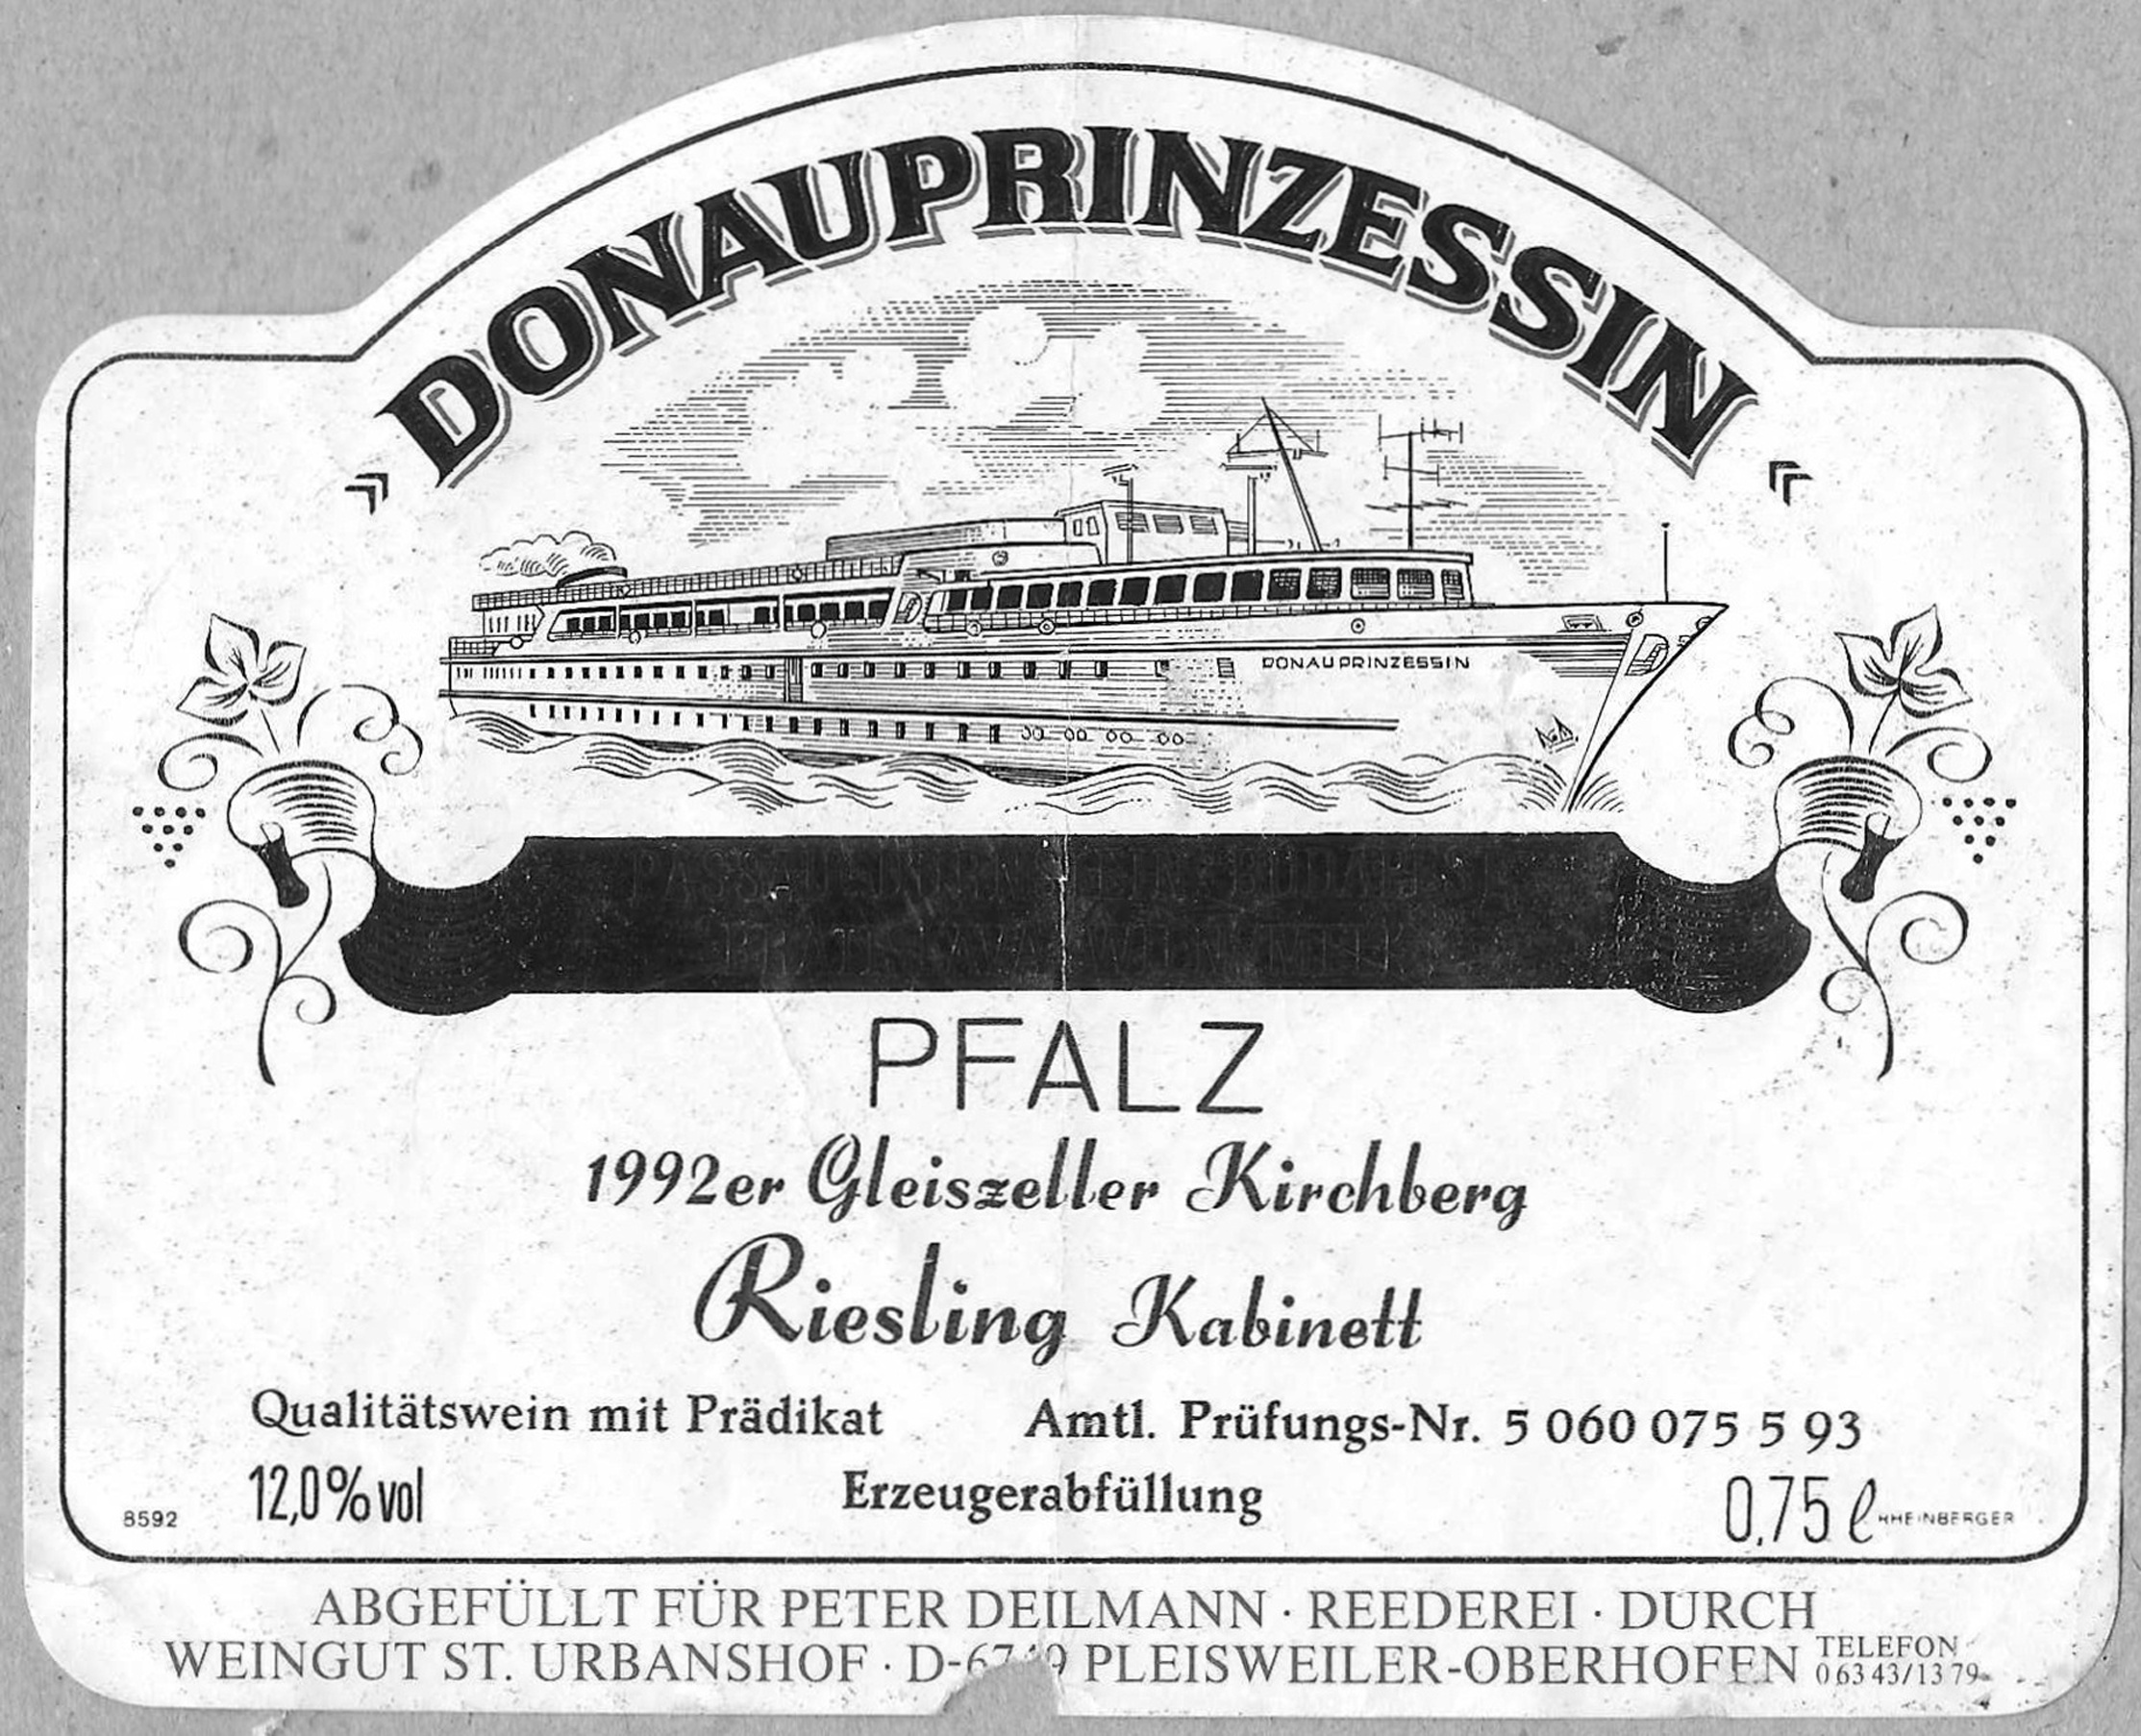 » DONAUPRINZESSIN «
DONAUPRINZESSIN
PASSAU DÜRNSTEIN BUDAPEST
BRATISLAVA WIEN MELK
PFALZ
1992er Gleiszeller Kirchberg
Riesling Kabinett
Qualitätswein mit Prädikat Amtl. Prüfungs-Nr. 5 060 075 5 93
12,0% vol Erzeugerabfüllung 0,75 ℓ
8592 RHEINBERGER
ABGEFÜLLT FÜR PETER DEILMANN · REEDEREI · DURCH
WEINGUT ST. URBANSHOF · PLEISWEILER-OBERHOFEN TELEFON
0 63 43/13 79